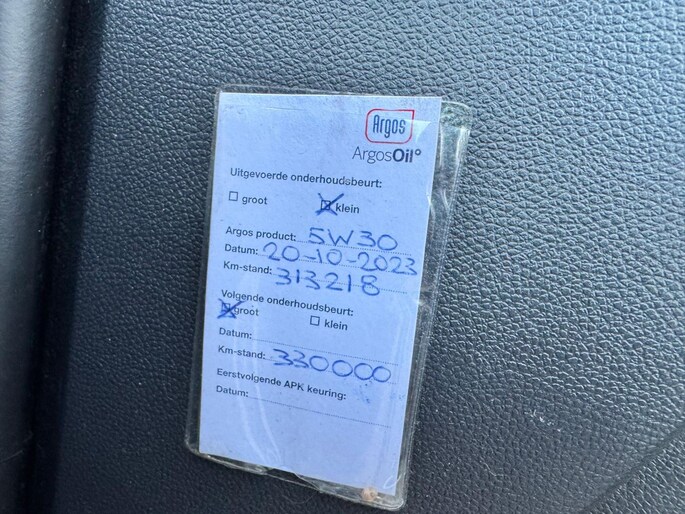 Argos
ArgosOil°
Uitgevoerde onderhoudsbeurt:
groot klein
Argos product: 5W30
Datum: 20-10-2023
Km-stand: 313218
Volgende onderhoudsbeurt:
groot klein
Datum:
Km-stand: 330000
Eerstvolgende APK keuring:
Datum: